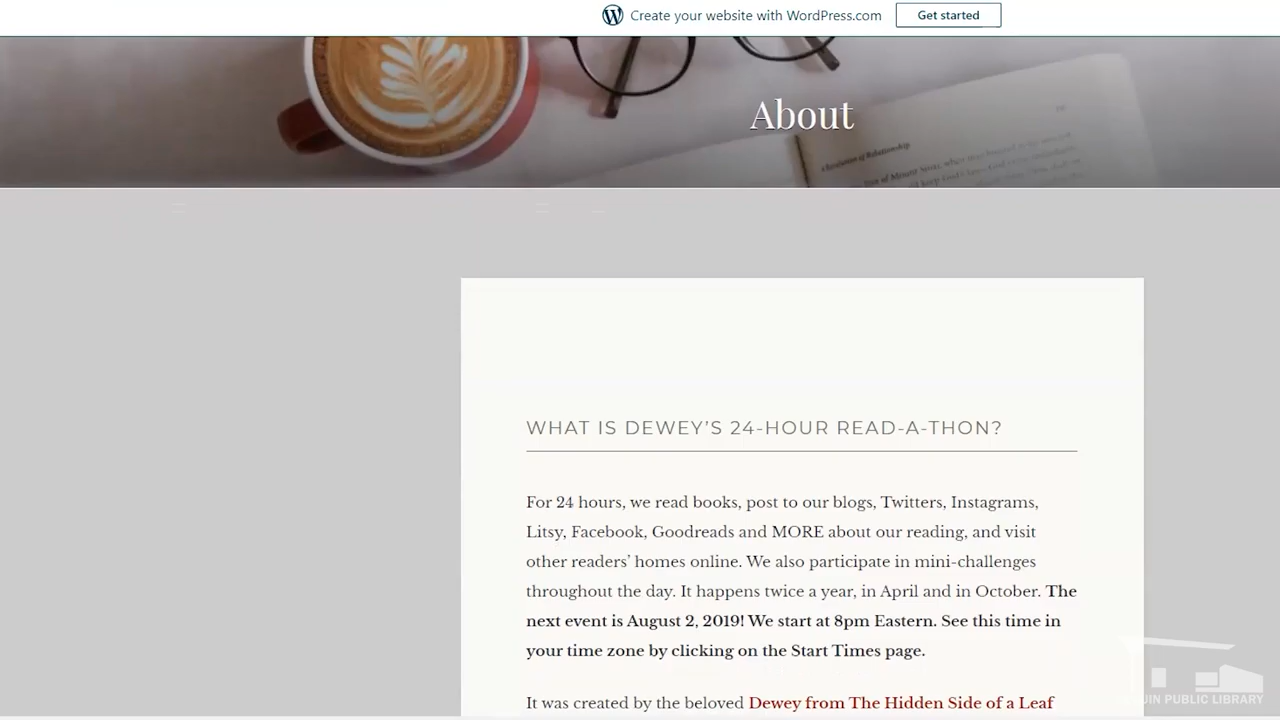 Create your website with WordPress.com
Get started
About
WHAT IS DEWEY’S 24-HOUR READ-A-THON?
For 24 hours, we read books, post to our blogs, Twitters, Instagrams,
Litsy, Facebook, Goodreads and MORE about our reading, and visit
other readers’ homes online. We also participate in mini-challenges
throughout the day. It happens twice a year, in April and in October. The
next event is August 2, 2019! We start at 8pm Eastern. See this time in
your time zone by clicking on the Start Times page.
It was created by the beloved Dewey from The Hidden Side of a Leaf
PUBLIC LIBRARY